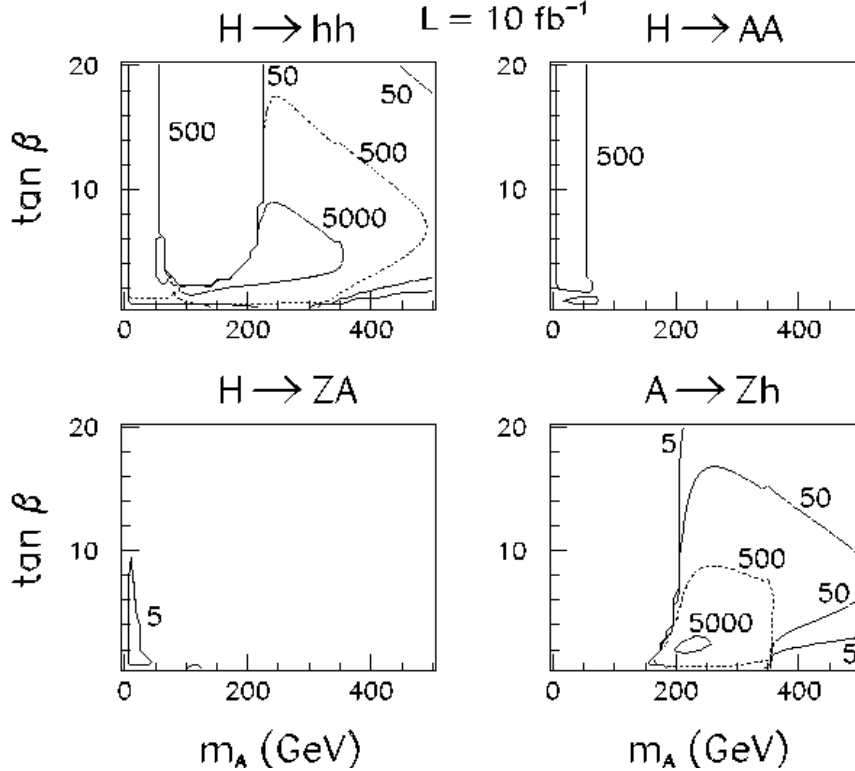 H → hh L = 10 fb⁻¹ H → AA
20 50 50 20
500 500 500
tan β 10 5000 10
0 200 400 0 200 400
H → ZA A → Zh
20 5 20
50
tan β 10 10 500
5 5000 50
5
0 200 400 0 200 400
m_A (GeV) m_A (GeV)